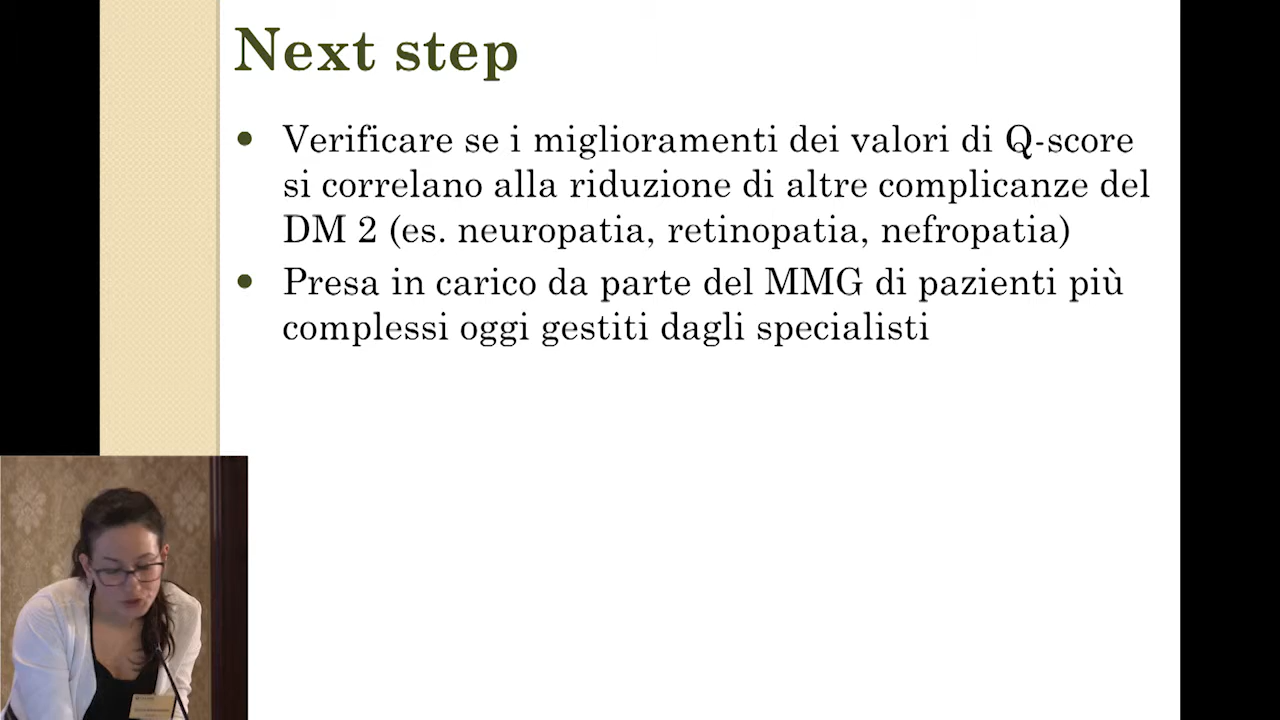 Next step
• Verificare se i miglioramenti dei valori di Q-score
si correlano alla riduzione di altre complicanze del
DM 2 (es. neuropatia, retinopatia, nefropatia)
• Presa in carico da parte del MMG di pazienti più
complessi oggi gestiti dagli specialisti